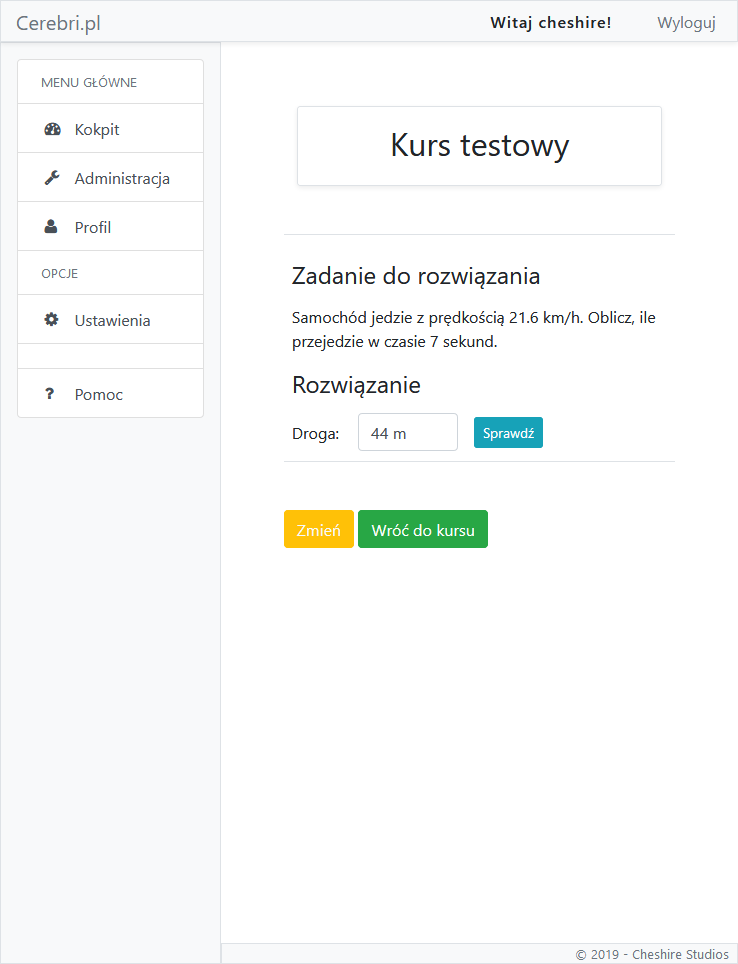 Cerebri.pl
Witaj cheshire!
Wyloguj
MENU GŁÓWNE
Kokpit
Administracja
Profil
OPCJE
Ustawienia
Pomoc
Kurs testowy
Zadanie do rozwiązania
Samochód jedzie z prędkością 21.6 km/h. Oblicz, ile
przejedzie w czasie 7 sekund.
Rozwiązanie
Droga: 44 m Sprawdź
Zmień Wróć do kursu
© 2019 - Cheshire Studios